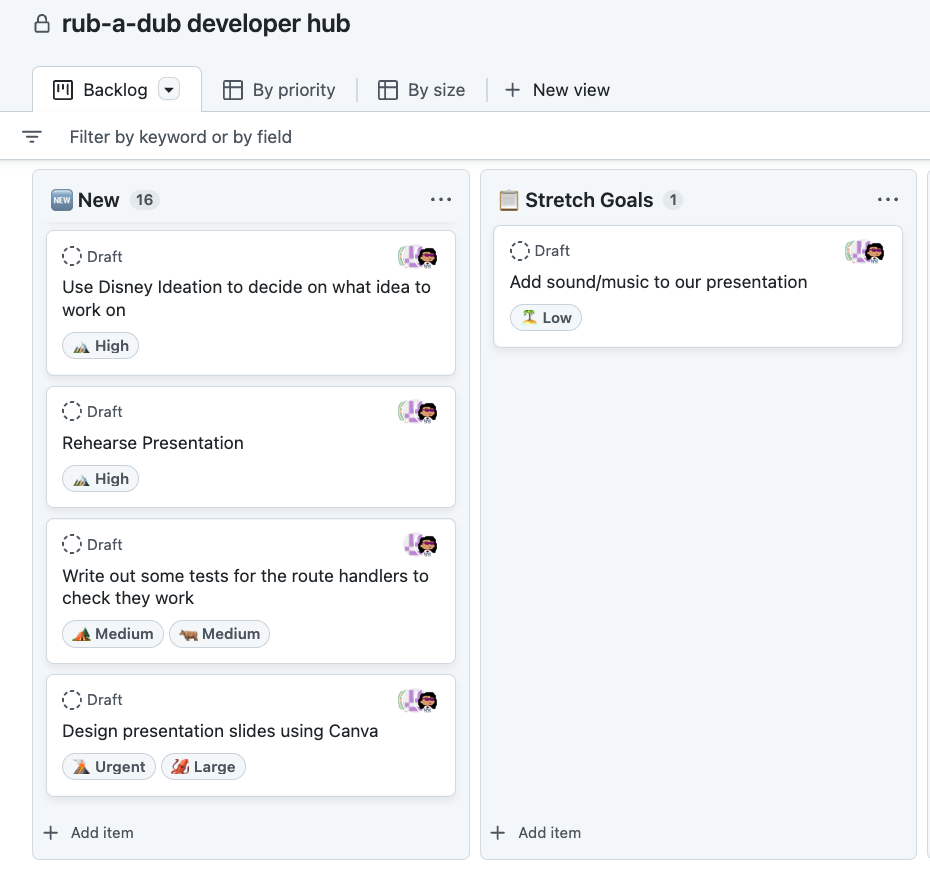 rub-a-dub developer hub
Backlog
By priority
By size
New view
Filter by keyword or by field
NEW New 16
Draft
Use Disney Ideation to decide on what idea to
work on
High
Draft
Rehearse Presentation
High
Draft
Write out some tests for the route handlers to
check they work
Medium Medium
Draft
Design presentation slides using Canva
Urgent Large
Add item
Stretch Goals 1
Draft
Add sound/music to our presentation
Low
Add item